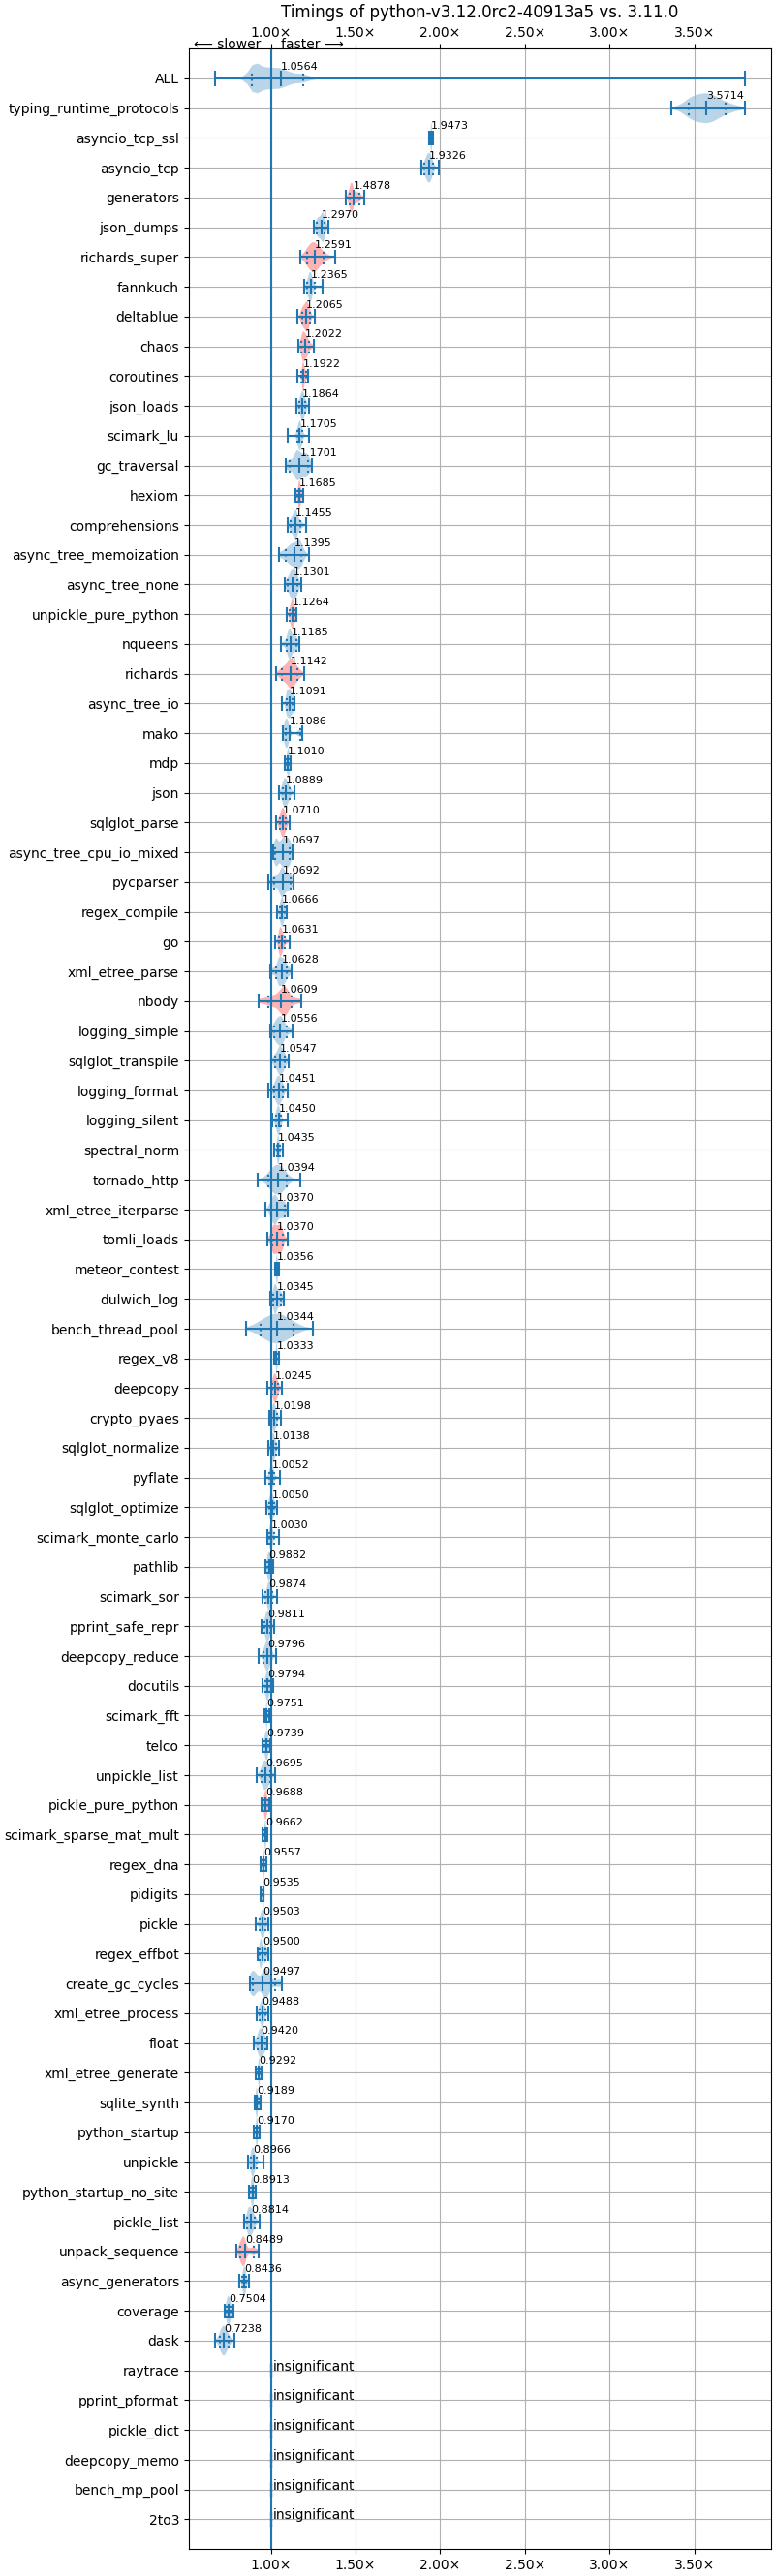 Timings of python-v3.12.0rc2-40913a5 vs. 3.11.0
1.00× 1.50× 2.00× 2.50× 3.00× 3.50×
⟵ slower faster ⟶
ALL 1.0564
typing_runtime_protocols 3.5714
asyncio_tcp_ssl 1.9473
asyncio_tcp 1.9326
generators 1.4878
json_dumps 1.2970
richards_super 1.2591
fannkuch 1.2365
deltablue 1.2065
chaos 1.2022
coroutines 1.1922
json_loads 1.1864
scimark_lu 1.1705
gc_traversal 1.1701
hexiom 1.1685
comprehensions 1.1455
async_tree_memoization 1.1395
async_tree_none 1.1301
unpickle_pure_python 1.1264
nqueens 1.1185
richards 1.1142
async_tree_io 1.1091
mako 1.1086
mdp 1.1010
json 1.0889
sqlglot_parse 1.0710
async_tree_cpu_io_mixed 1.0697
pycparser 1.0692
regex_compile 1.0666
go 1.0631
xml_etree_parse 1.0628
nbody 1.0609
logging_simple 1.0556
sqlglot_transpile 1.0547
logging_format 1.0451
logging_silent 1.0450
spectral_norm 1.0435
tornado_http 1.0394
xml_etree_iterparse 1.0370
tomli_loads 1.0370
meteor_contest 1.0356
dulwich_log 1.0345
bench_thread_pool 1.0344
regex_v8 1.0333
deepcopy 1.0245
crypto_pyaes 1.0198
sqlglot_normalize 1.0138
pyflate 1.0052
sqlglot_optimize 1.0050
scimark_monte_carlo 1.0030
pathlib 0.9882
scimark_sor 0.9874
pprint_safe_repr 0.9811
deepcopy_reduce 0.9796
docutils 0.9794
scimark_fft 0.9751
telco 0.9739
unpickle_list 0.9695
pickle_pure_python 0.9688
scimark_sparse_mat_mult 0.9662
regex_dna 0.9557
pidigits 0.9535
pickle 0.9503
regex_effbot 0.9500
create_gc_cycles 0.9497
xml_etree_process 0.9488
float 0.9420
xml_etree_generate 0.9292
sqlite_synth 0.9189
python_startup 0.9170
unpickle 0.8966
python_startup_no_site 0.8913
pickle_list 0.8814
unpack_sequence 0.8489
async_generators 0.8436
coverage 0.7504
dask 0.7238
raytrace insignificant
pprint_pformat insignificant
pickle_dict insignificant
deepcopy_memo insignificant
bench_mp_pool insignificant
2to3 insignificant
1.00× 1.50× 2.00× 2.50× 3.00× 3.50×